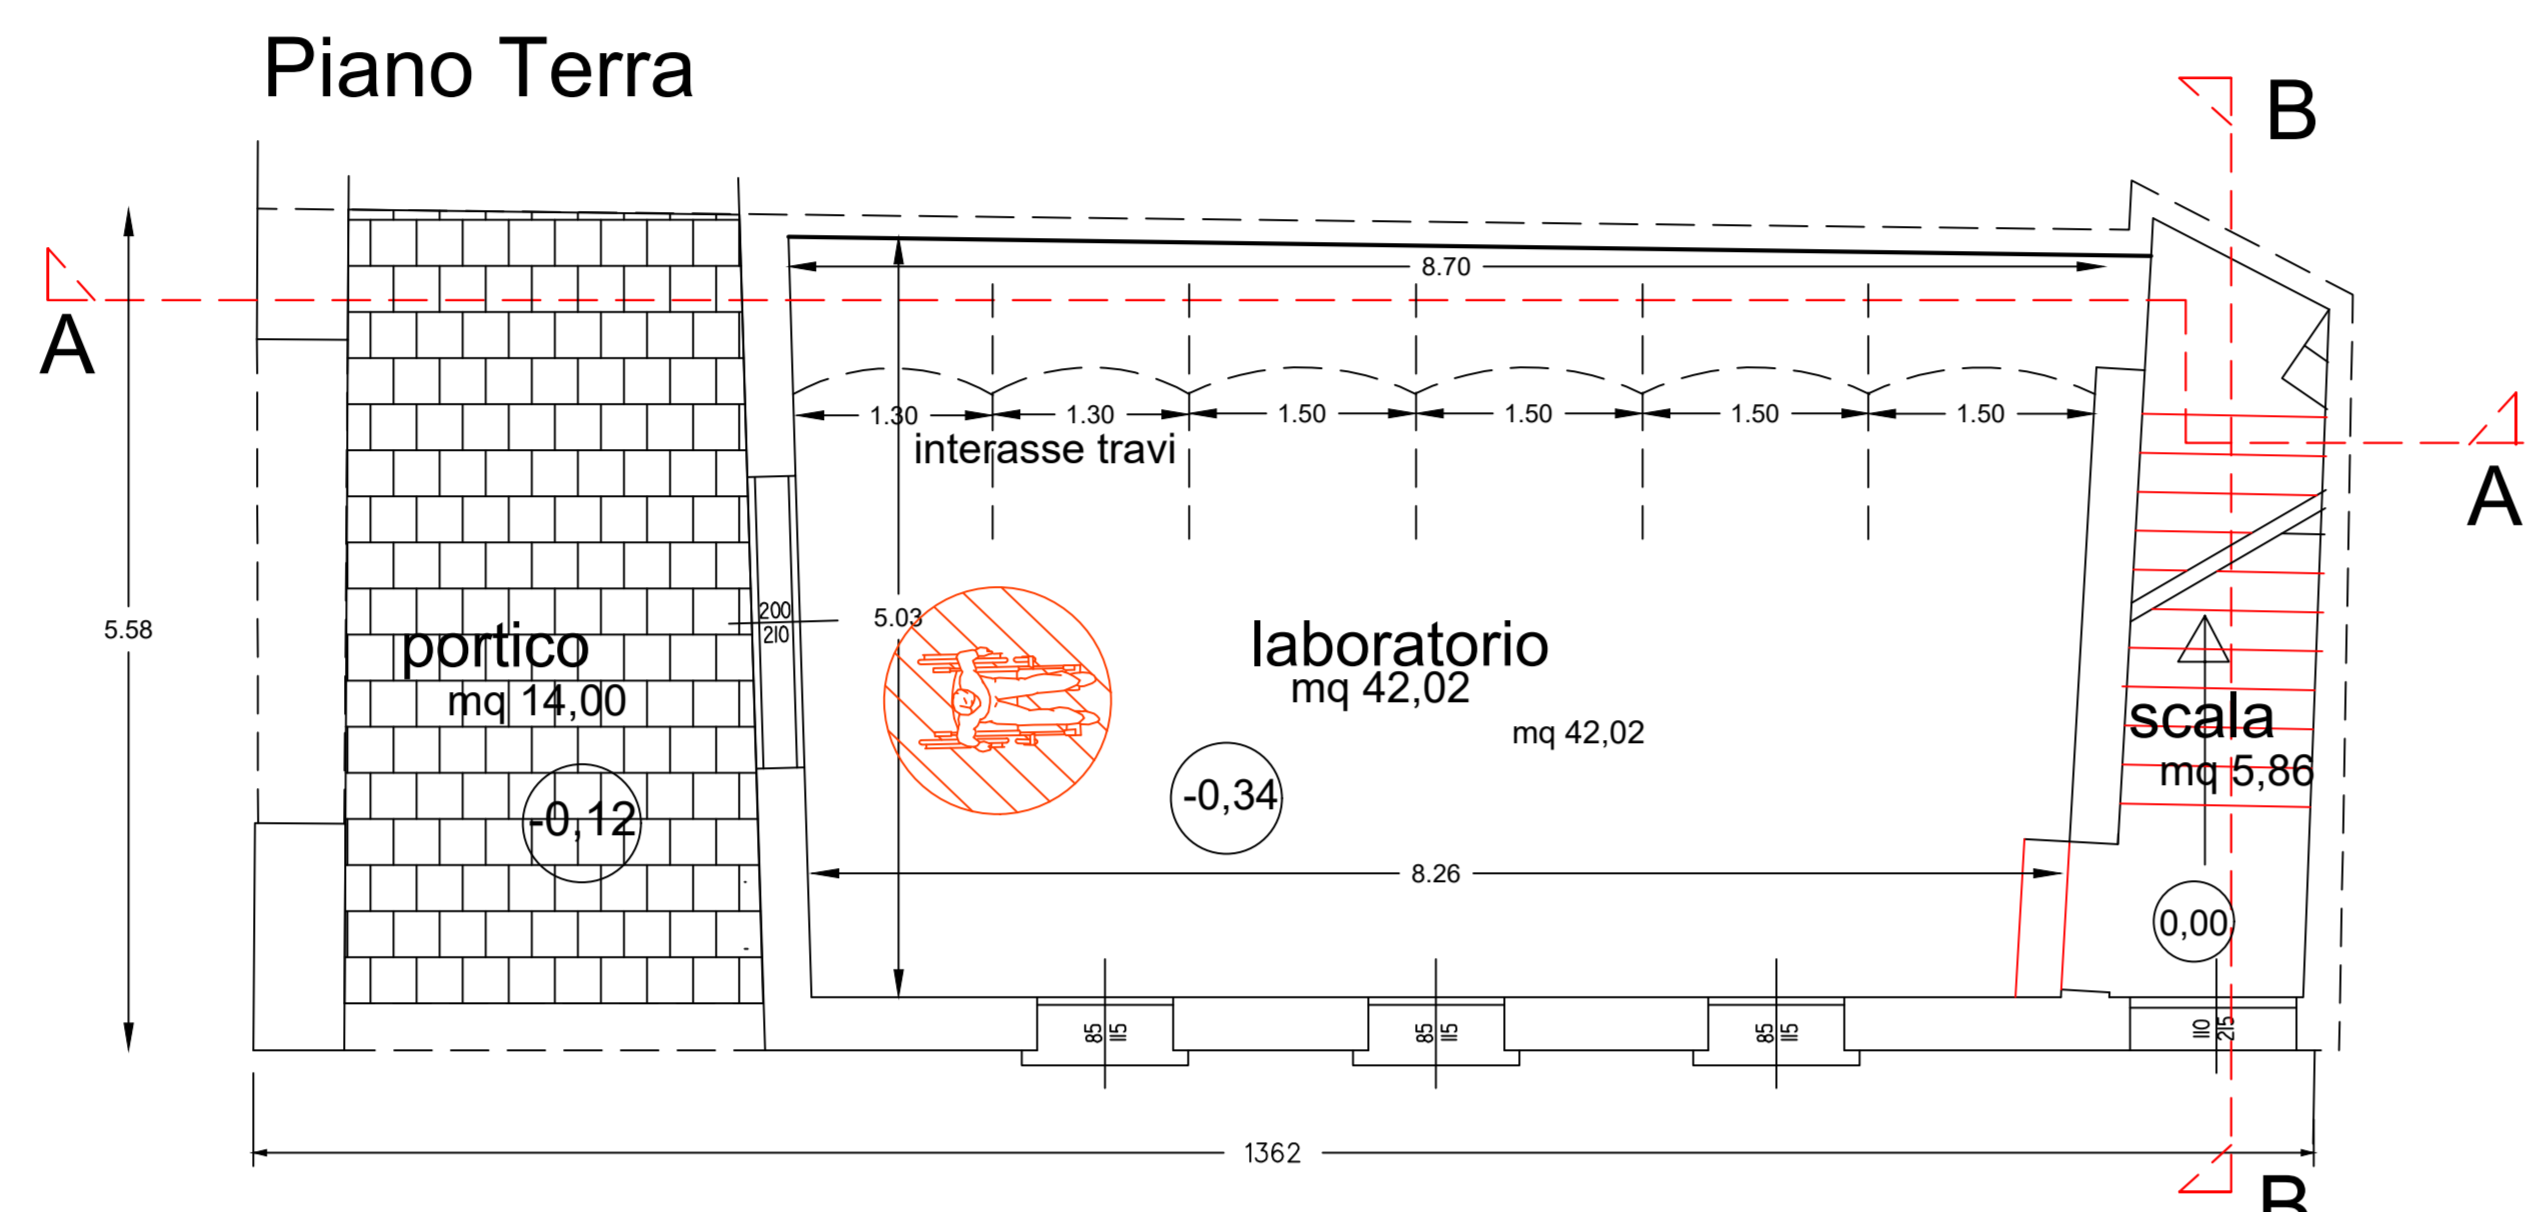 Piano Terra
B
8.70
A
1.30
1.30
1.50
1.50
1.50
1.50
interasse travi
A
5.58
200
210
5.03
portico
mq 14,00
laboratorio
mq 42,02
mq 42,02
scala
mq 5,86
-0,12
-0,34
8.26
0,00
85
115
85
115
85
115
110
215
1362
B